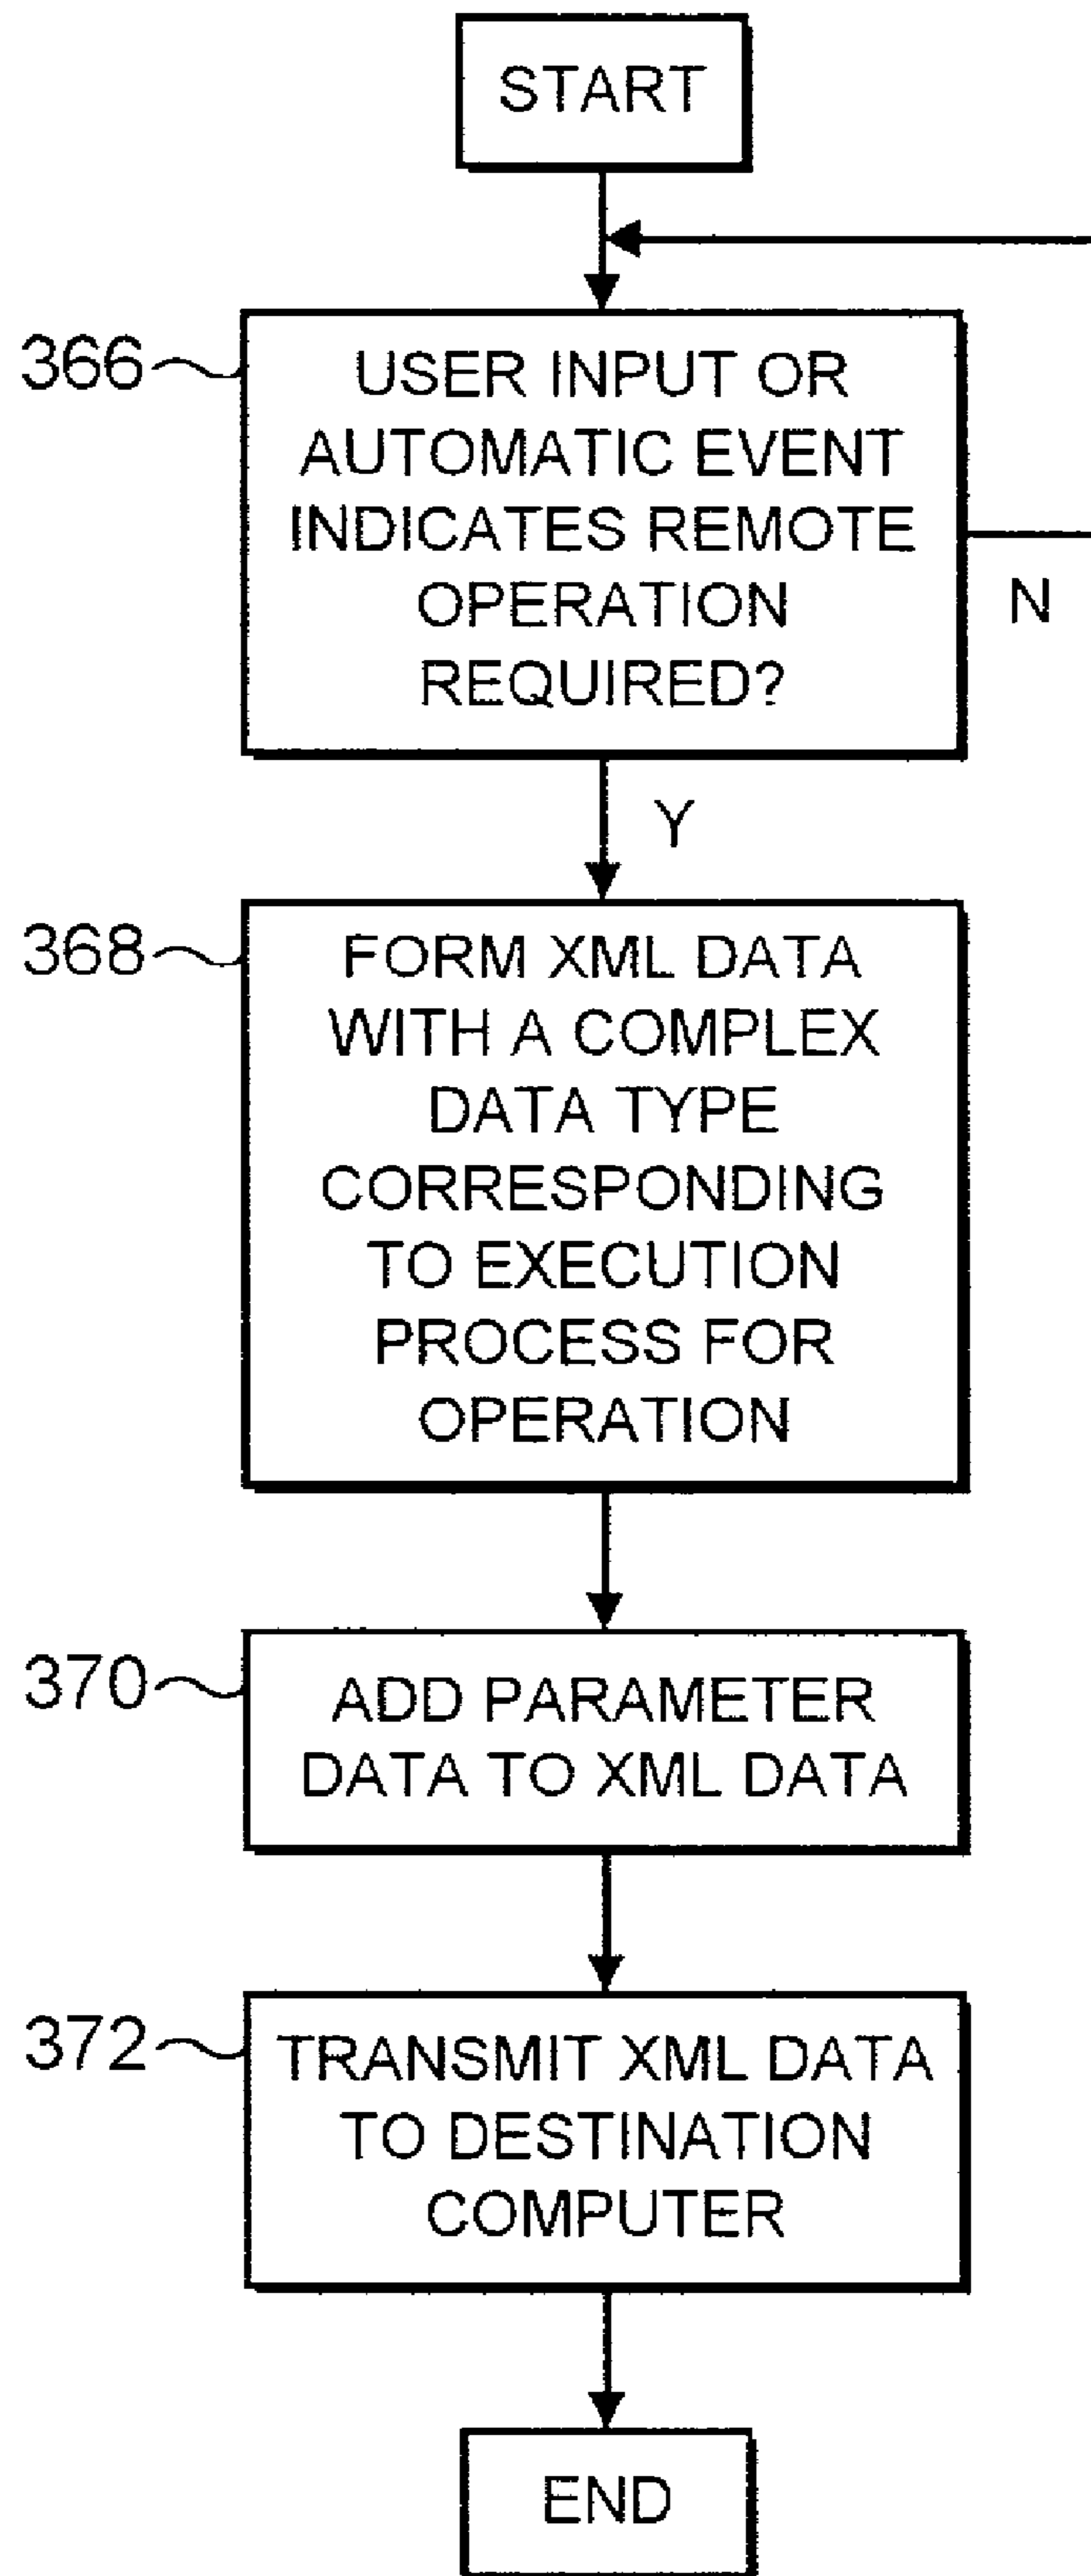 START
366
USER INPUT OR
AUTOMATIC EVENT
INDICATES REMOTE
OPERATION
REQUIRED?
N
Y
368
FORM XML DATA
WITH A COMPLEX
DATA TYPE
CORRESPONDING
TO EXECUTION
PROCESS FOR
OPERATION
370
ADD PARAMETER
DATA TO XML DATA
372
TRANSMIT XML DATA
TO DESTINATION
COMPUTER
END